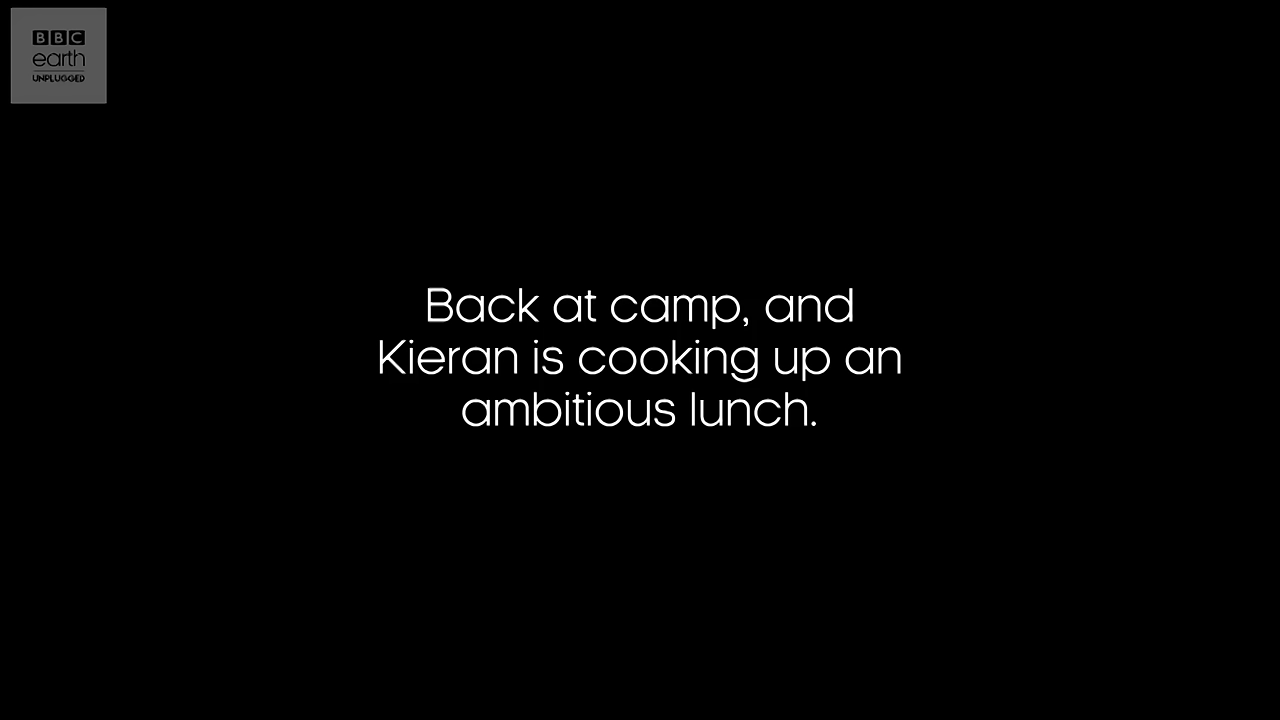 BBC
earth
UNPLUGGED
Back at camp, and
Kieran is cooking up an
ambitious lunch.